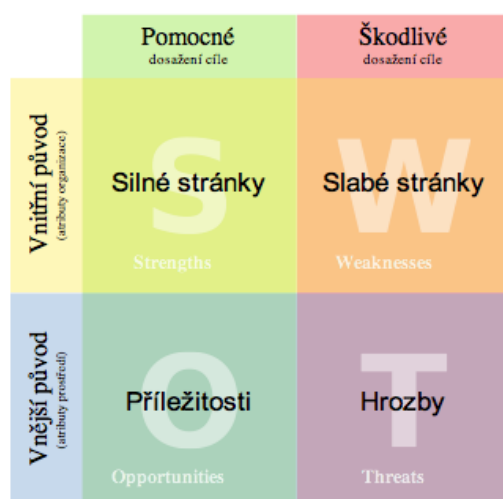 Pomocné
dosažení cíle
Škodlivé
dosažení cíle
Vnitřní původ
(atributy organizace)
S
Silné stránky
Strengths
W
Slabé stránky
Weaknesses
Vnější původ
(atributy prostředí)
O
Příležitosti
Opportunities
T
Hrozby
Threats